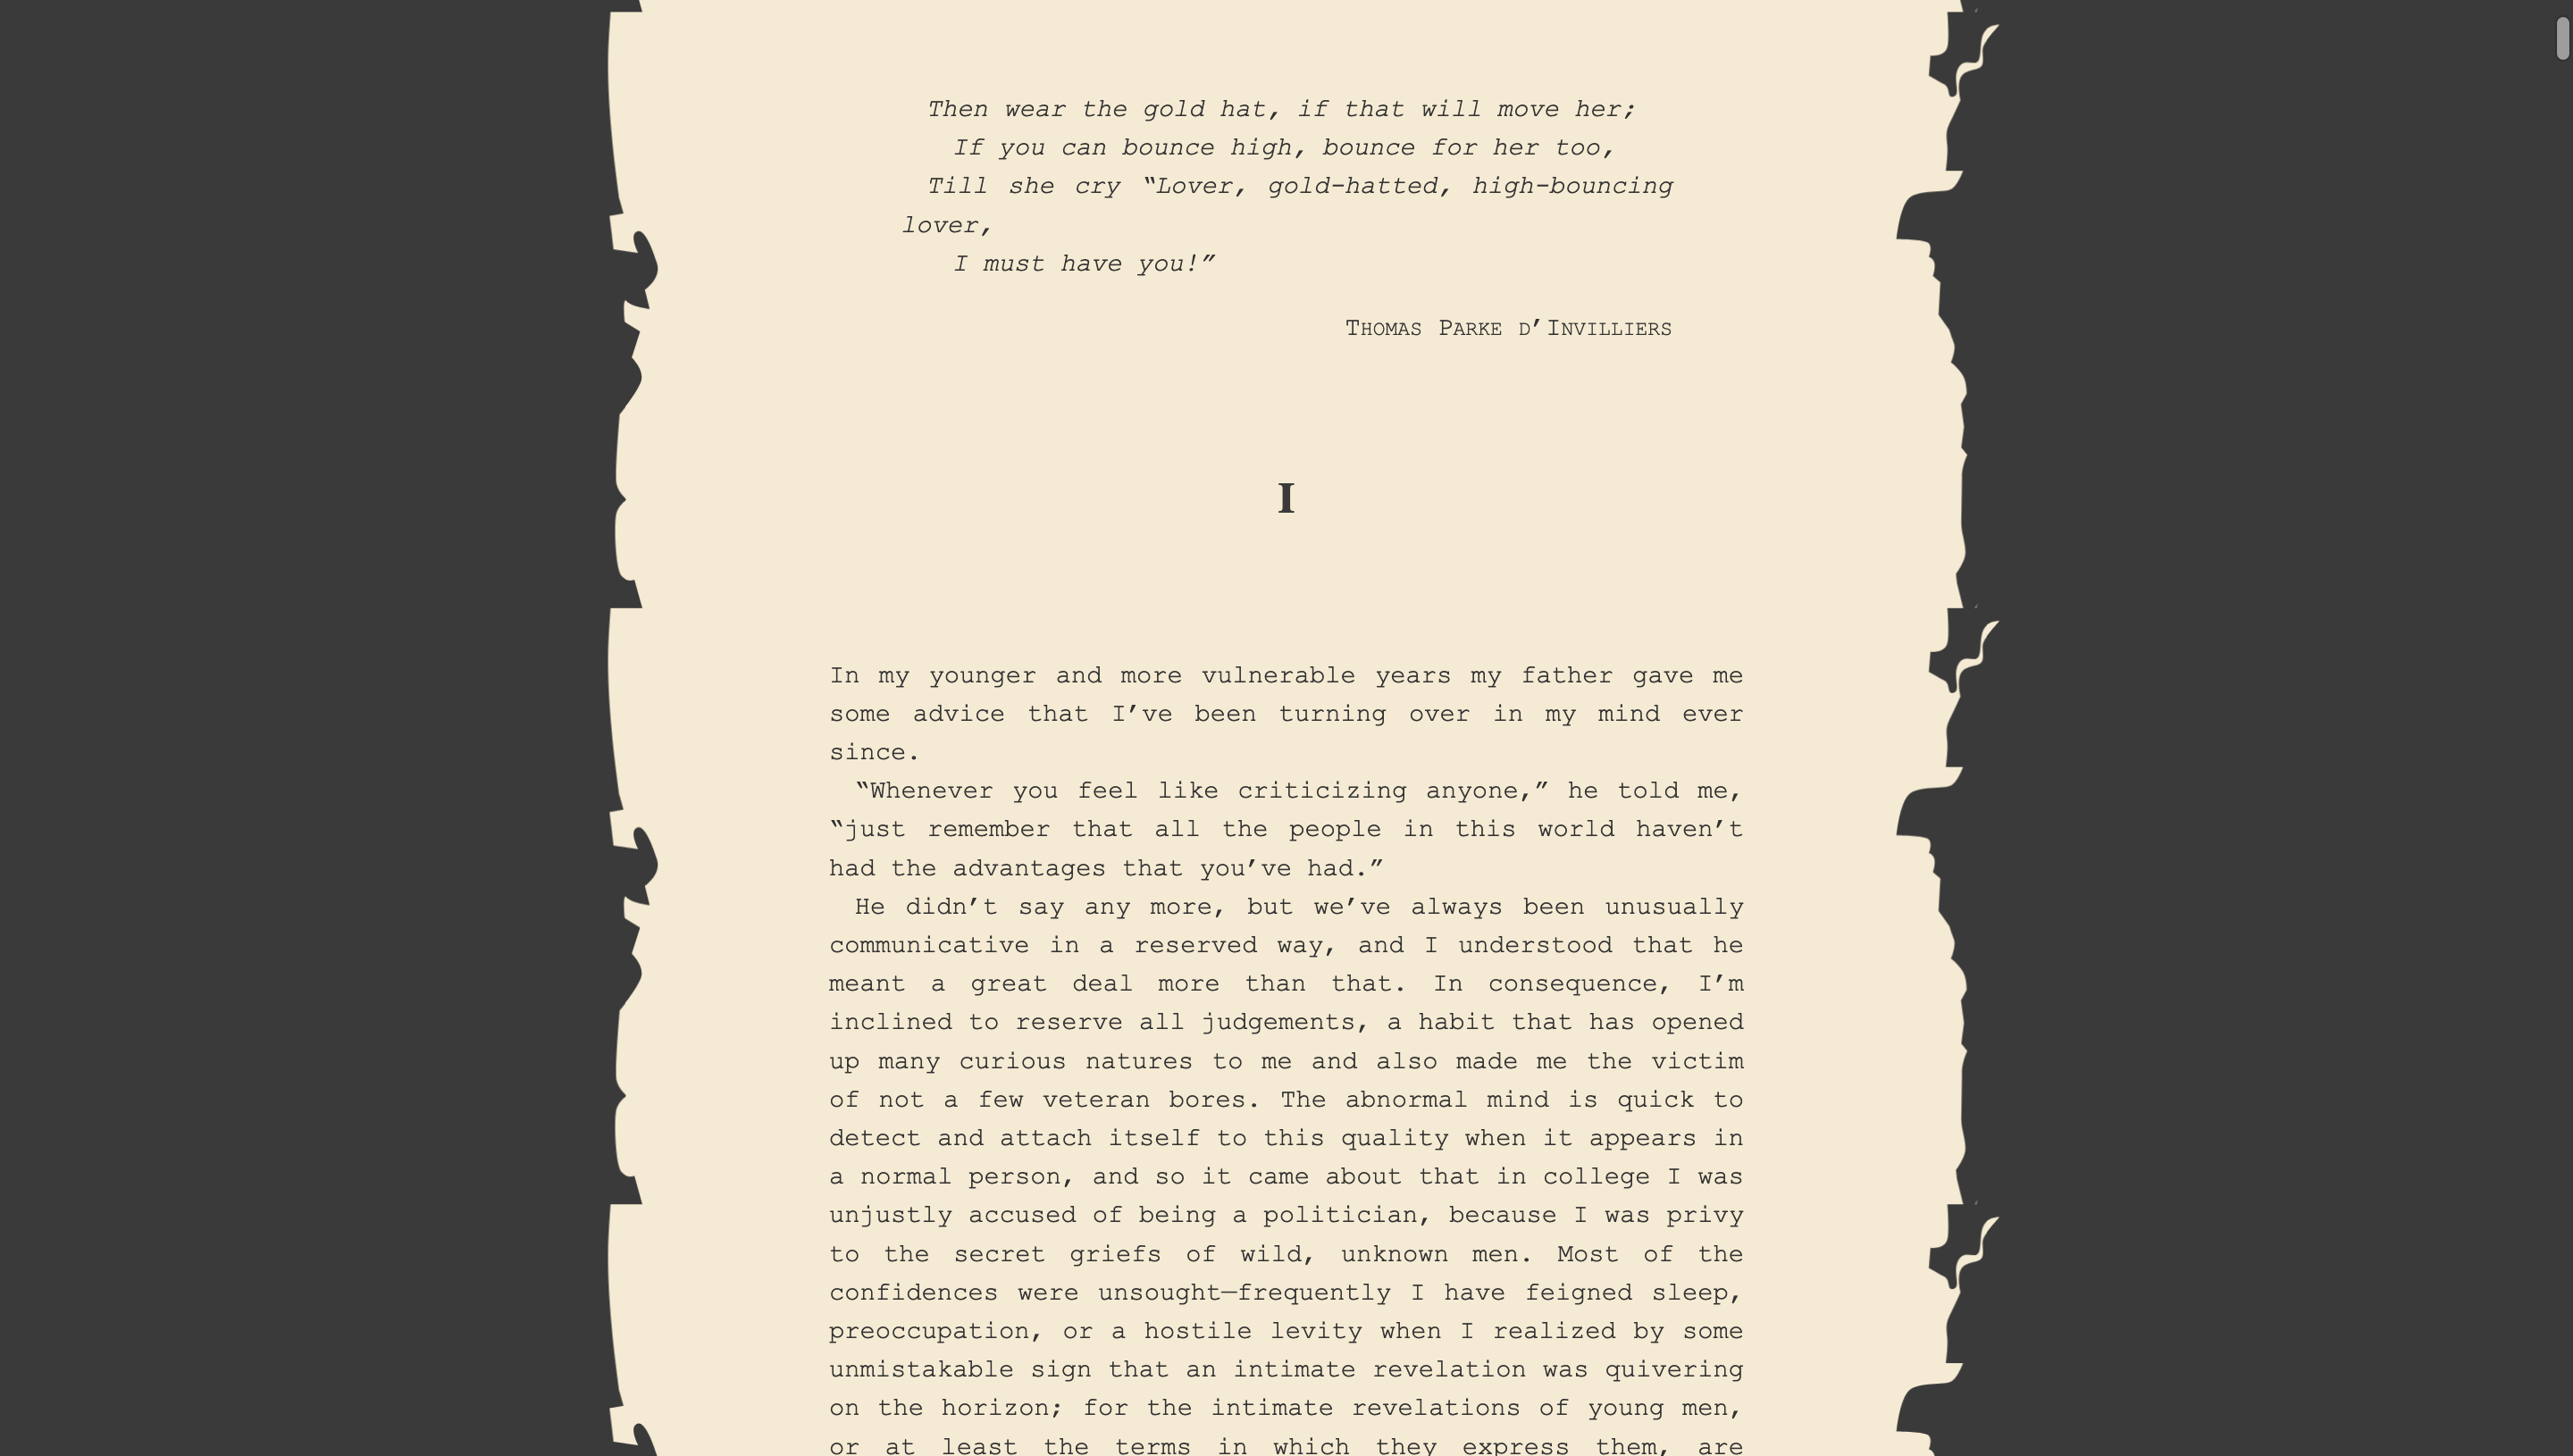 Then wear the gold hat, if that will move her;
If you can bounce high, bounce for her too,
Till she cry “Lover, gold-hatted, high-bouncing
lover,
I must have you!”
Thomas Parke d’Invilliers
I
In my younger and more vulnerable years my father gave me
some advice that I’ve been turning over in my mind ever
since.
“Whenever you feel like criticizing anyone,” he told me,
“just remember that all the people in this world haven’t
had the advantages that you’ve had.”
He didn’t say any more, but we’ve always been unusually
communicative in a reserved way, and I understood that he
meant a great deal more than that. In consequence, I’m
inclined to reserve all judgements, a habit that has opened
up many curious natures to me and also made me the victim
of not a few veteran bores. The abnormal mind is quick to
detect and attach itself to this quality when it appears in
a normal person, and so it came about that in college I was
unjustly accused of being a politician, because I was privy
to the secret griefs of wild, unknown men. Most of the
confidences were unsought—frequently I have feigned sleep,
preoccupation, or a hostile levity when I realized by some
unmistakable sign that an intimate revelation was quivering
on the horizon; for the intimate revelations of young men,
or at least the terms in which they express them, are